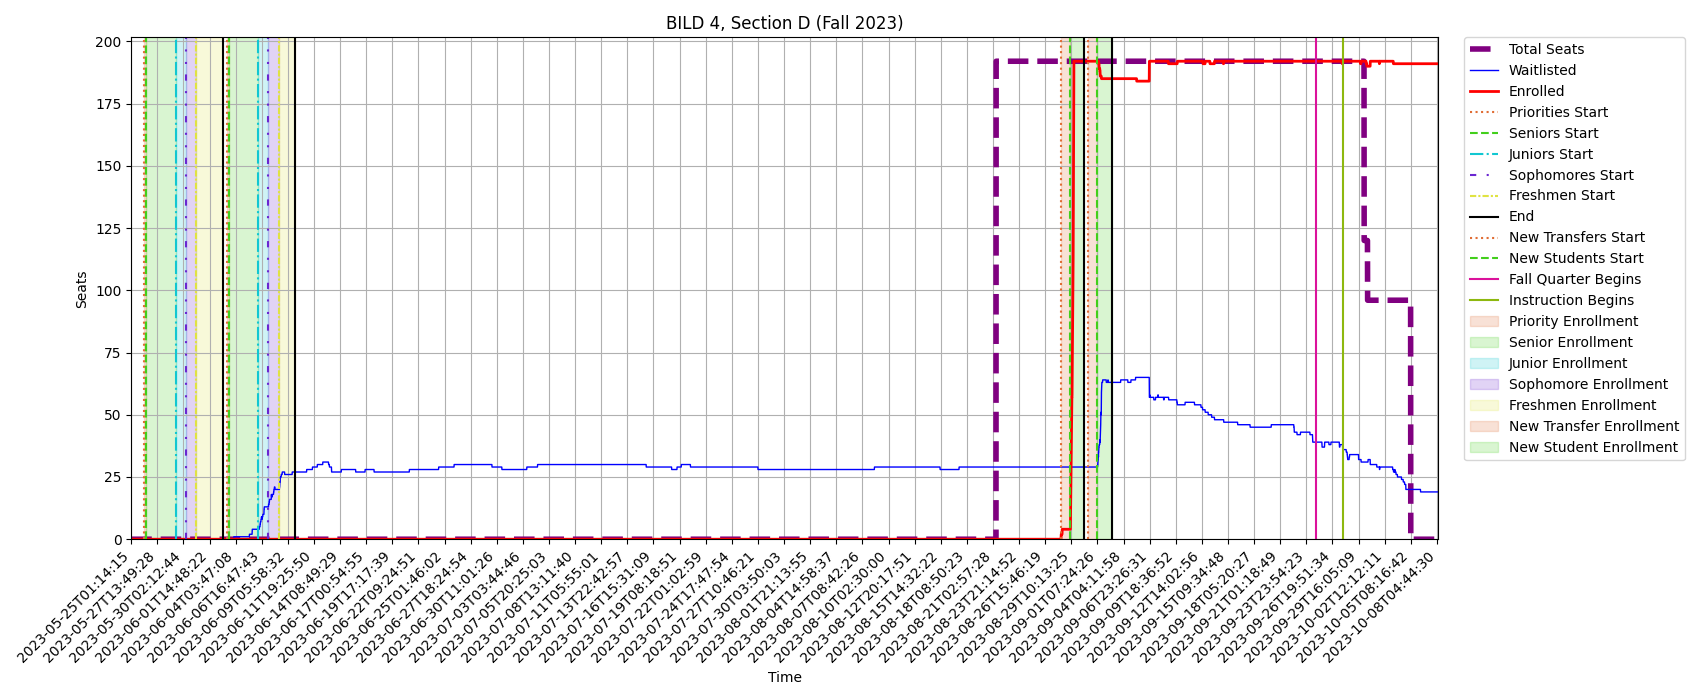 BILD 4, Section D (Fall 2023)
Seats
200
175
150
125
100
75
50
25
0
2023-05-25T01:14:15
2023-05-27T13:49:28
2023-05-30T02:12:44
2023-06-01T14:48:22
2023-06-04T03:47:08
2023-06-06T16:47:43
2023-06-09T05:58:32
2023-06-11T19:25:50
2023-06-14T08:49:29
2023-06-17T00:54:55
2023-06-19T17:17:39
2023-06-22T09:24:51
2023-06-25T01:46:02
2023-06-27T18:24:54
2023-06-30T11:01:26
2023-07-03T03:44:46
2023-07-05T20:25:03
2023-07-08T13:11:40
2023-07-11T05:55:01
2023-07-13T22:42:57
2023-07-16T15:31:09
2023-07-19T08:18:51
2023-07-22T01:02:59
2023-07-24T17:47:54
2023-07-27T10:46:21
2023-07-30T03:50:03
2023-08-01T21:13:55
2023-08-04T14:58:37
2023-08-07T08:42:26
2023-08-10T02:30:00
2023-08-12T20:17:51
2023-08-15T14:32:22
2023-08-18T08:50:23
2023-08-21T02:57:28
2023-08-23T21:14:52
2023-08-26T15:46:19
2023-08-29T10:13:25
2023-09-01T07:24:26
2023-09-04T04:11:58
2023-09-06T23:26:31
2023-09-09T18:36:52
2023-09-12T14:02:56
2023-09-15T09:34:48
2023-09-18T05:20:27
2023-09-21T01:18:49
2023-09-23T23:54:23
2023-09-26T19:51:34
2023-09-29T16:05:09
2023-10-02T12:12:11
2023-10-05T08:16:42
2023-10-08T04:44:30
Time
Total Seats
Waitlisted
Enrolled
Priorities Start
Seniors Start
Juniors Start
Sophomores Start
Freshmen Start
End
New Transfers Start
New Students Start
Fall Quarter Begins
Instruction Begins
Priority Enrollment
Senior Enrollment
Junior Enrollment
Sophomore Enrollment
Freshmen Enrollment
New Transfer Enrollment
New Student Enrollment